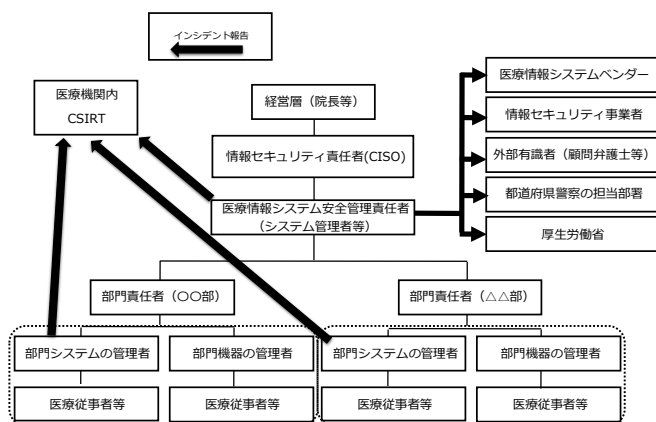 インシデント報告
医療機関内
CSIRT
経営層（院長等）
情報セキュリティ責任者(CISO)
医療情報システム安全管理責任者
（システム管理者等）
医療情報システムベンダー
情報セキュリティ事業者
外部有識者（顧問弁護士等）
都道府県警察の担当部署
厚生労働省
部門責任者（〇〇部）
部門責任者（△△部）
部門システムの管理者
部門機器の管理者
部門システムの管理者
部門機器の管理者
医療従事者等
医療従事者等
医療従事者等
医療従事者等